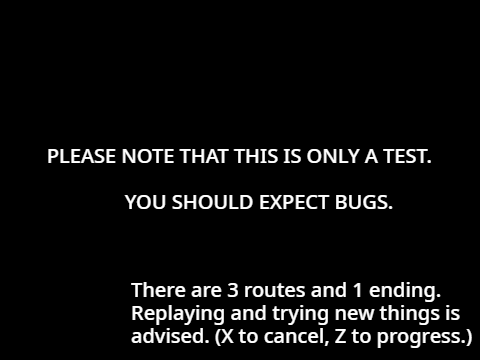 PLEASE NOTE THAT THIS IS ONLY A TEST.
YOU SHOULD EXPECT BUGS.
There are 3 routes and 1 ending.
Replaying and trying new things is
advised. (X to cancel, Z to progress.)